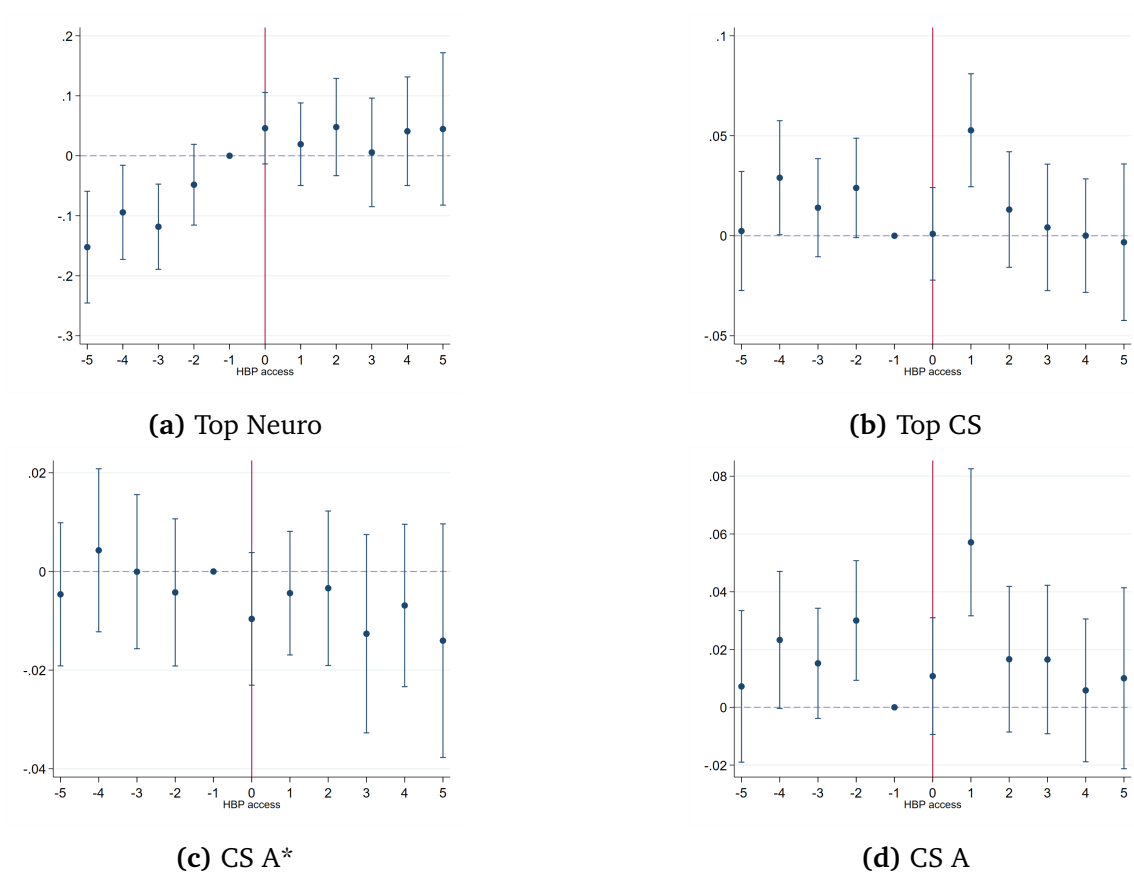 .2
.1
0
-.1
-.2
-.3
-5 -4 -3 -2 -1 0 1 2 3 4 5
HBP access
(a) Top Neuro
.1
.05
0
-.05
-5 -4 -3 -2 -1 0 1 2 3 4 5
HBP access
(b) Top CS
.02
0
-.02
-.04
-5 -4 -3 -2 -1 0 1 2 3 4 5
HBP access
(c) CS A*
.08
.06
.04
.02
0
-.02
-5 -4 -3 -2 -1 0 1 2 3 4 5
HBP access
(d) CS A